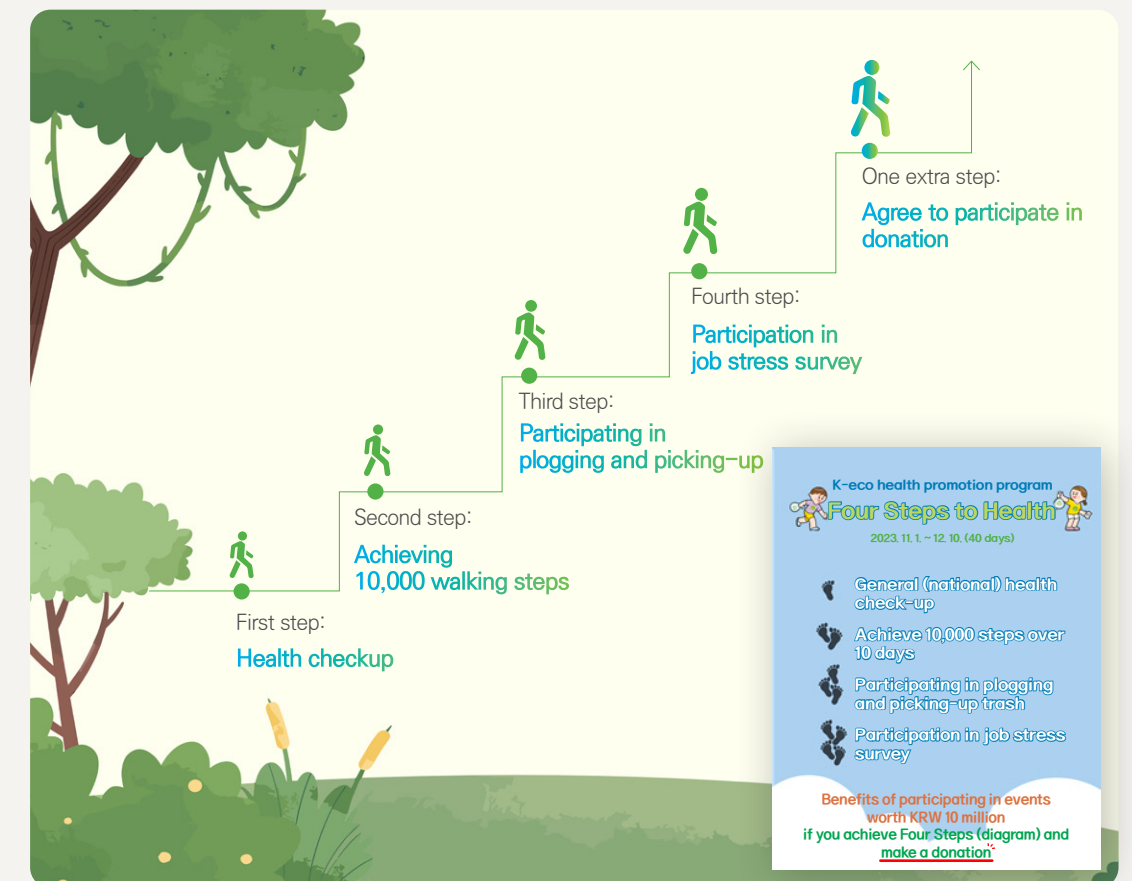 One extra step:
Agree to participate in
donation
Fourth step:
Participation in
job stress survey
Third step:
Participating in
plogging and picking-up
Second step:
Achieving
10,000 walking steps
First step:
Health checkup
K-eco health promotion program
Four Steps to Health
2023. 11. 1. ~ 12. 10. (40 days)
General (national) health
check-up
Achieve 10,000 steps over
10 days
Participating in plogging
and picking-up trash
Participation in job stress
survey
Benefits of participating in events
worth KRW 10 million
if you achieve Four Steps (diagram) and
make a donation